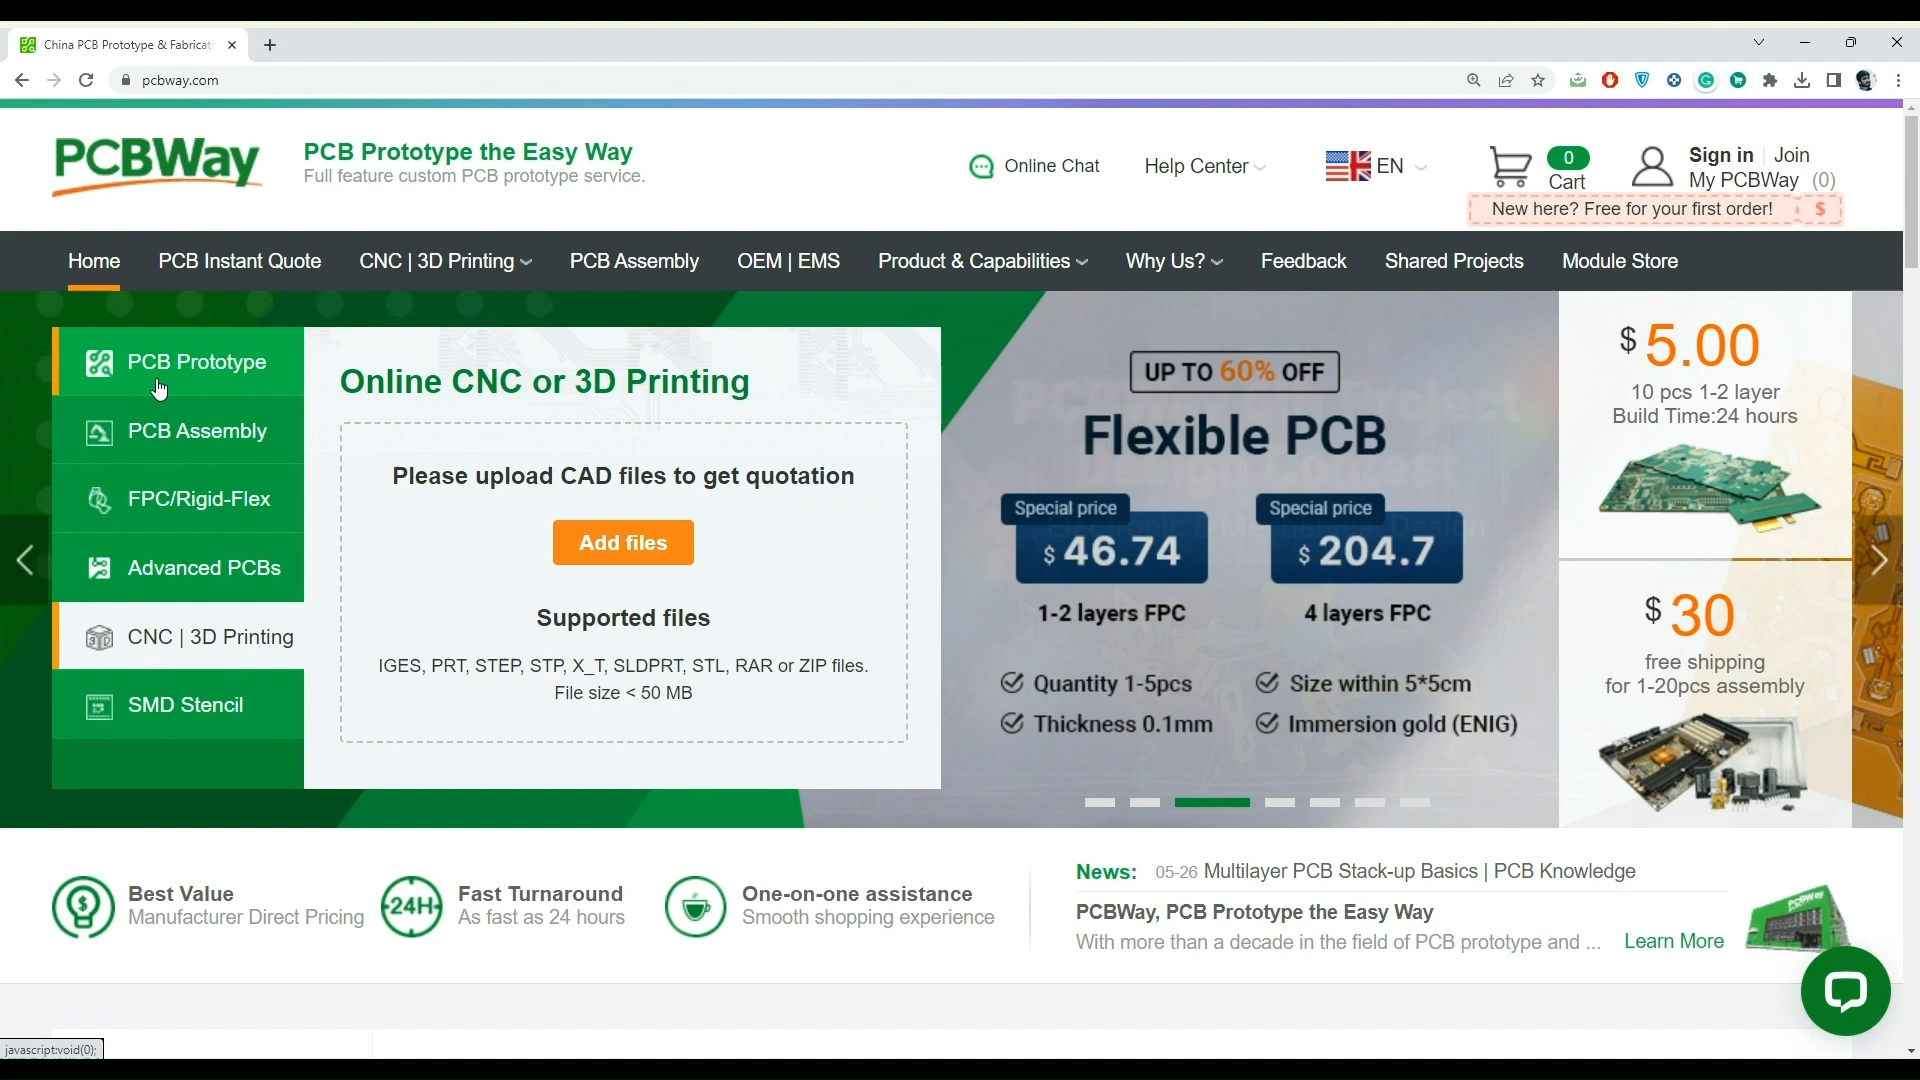 China PCB Prototype & Fabricati
pcbway.com
PCBWay
PCB Prototype the Easy Way
Full feature custom PCB prototype service.
Online Chat
Help Center
EN
0
Cart
Sign in
Join
My PCBWay (0)
New here? Free for your first order!
$
Home
PCB Instant Quote
CNC | 3D Printing
PCB Assembly
OEM | EMS
Product & Capabilities
Why Us?
Feedback
Shared Projects
Module Store
PCB Prototype
PCB Assembly
FPC/Rigid-Flex
Advanced PCBs
CNC | 3D Printing
SMD Stencil
Online CNC or 3D Printing
Please upload CAD files to get quotation
Add files
Supported files
IGES, PRT, STEP, STP, X_T, SLDPRT, STL, RAR or ZIP files.
File size < 50 MB
UP TO 60% OFF
Flexible PCB
Special price
$ 46.74
1-2 layers FPC
Special price
$ 204.7
4 layers FPC
Quantity 1-5pcs
Size within 5*5cm
Thickness 0.1mm
Immersion gold (ENIG)
$ 5.00
10 pcs 1-2 layer
Build Time:24 hours
$ 30
free shipping
for 1-20pcs assembly
Best Value
Manufacturer Direct Pricing
24H
Fast Turnaround
As fast as 24 hours
One-on-one assistance
Smooth shopping experience
News: 05-26 Multilayer PCB Stack-up Basics | PCB Knowledge
PCBWay, PCB Prototype the Easy Way
With more than a decade in the field of PCB prototype and ... Learn More
PCBWay
javascript:void(0);